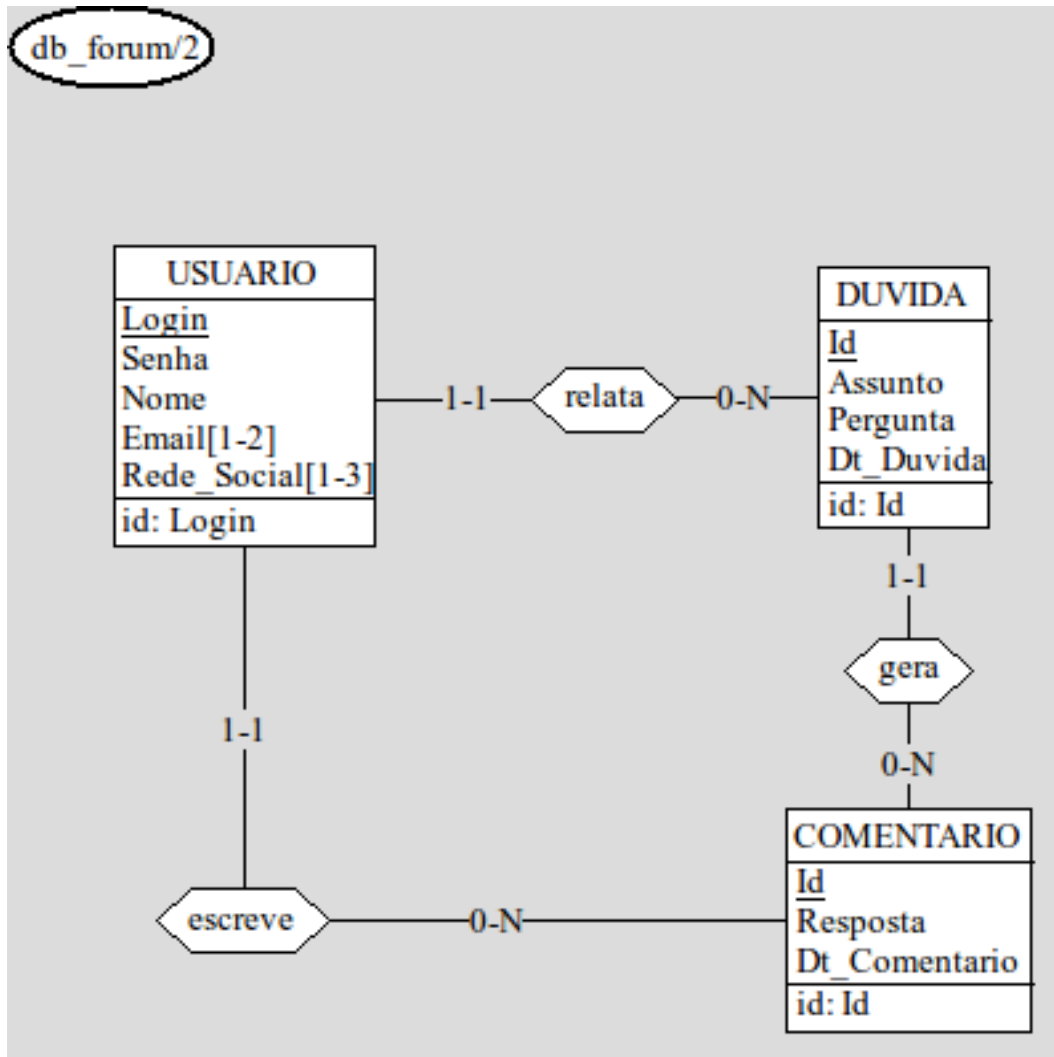 db_forum/2
USUARIO
Login
Senha
Nome
Email[1-2]
Rede_Social[1-3]
id: Login
1-1
relata
0-N
DUVIDA
Id
Assunto
Pergunta
Dt_Duvida
id: Id
1-1
gera
0-N
1-1
escreve
0-N
COMENTARIO
Id
Resposta
Dt_Comentario
id: Id